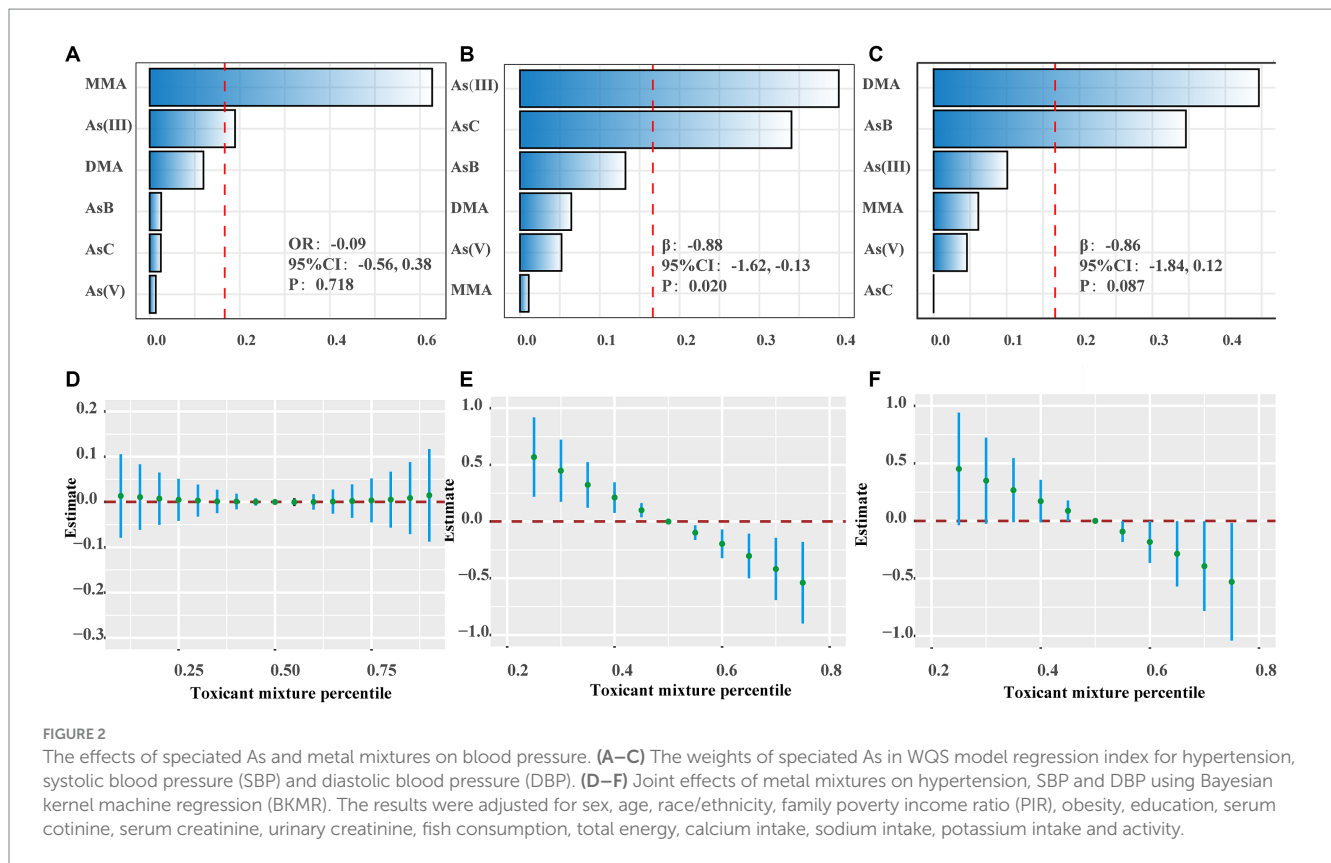 A
MMA
As(III)
DMA
AsB
AsC
As(V)
OR: -0.09
95%CI: -0.56, 0.38
P: 0.718
0.0 0.2 0.4 0.6
B
As(III)
AsC
AsB
DMA
As(V)
MMA
β: -0.88
95%CI: -1.62, -0.13
P: 0.020
0.0 0.1 0.2 0.3 0.4
C
DMA
AsB
As(III)
MMA
As(V)
AsC
β: -0.86
95%CI: -1.84, 0.12
P: 0.087
0.0 0.1 0.2 0.3 0.4
D
Estimate
0.2
0.1
0.0
−0.1
−0.2
−0.3
0.25 0.50 0.75
Toxicant mixture percentile
E
Estimate
1.0
0.5
0.0
−0.5
−1.0
0.2 0.4 0.6 0.8
Toxicant mixture percentile
F
Estimate
1.0
0.5
0.0
−0.5
−1.0
0.2 0.4 0.6 0.8
Toxicant mixture percentile
FIGURE 2
The effects of speciated As and metal mixtures on blood pressure. (A–C) The weights of speciated As in WQS model regression index for hypertension,
systolic blood pressure (SBP) and diastolic blood pressure (DBP). (D–F) Joint effects of metal mixtures on hypertension, SBP and DBP using Bayesian
kernel machine regression (BKMR). The results were adjusted for sex, age, race/ethnicity, family poverty income ratio (PIR), obesity, education, serum
cotinine, serum creatinine, urinary creatinine, fish consumption, total energy, calcium intake, sodium intake, potassium intake and activity.